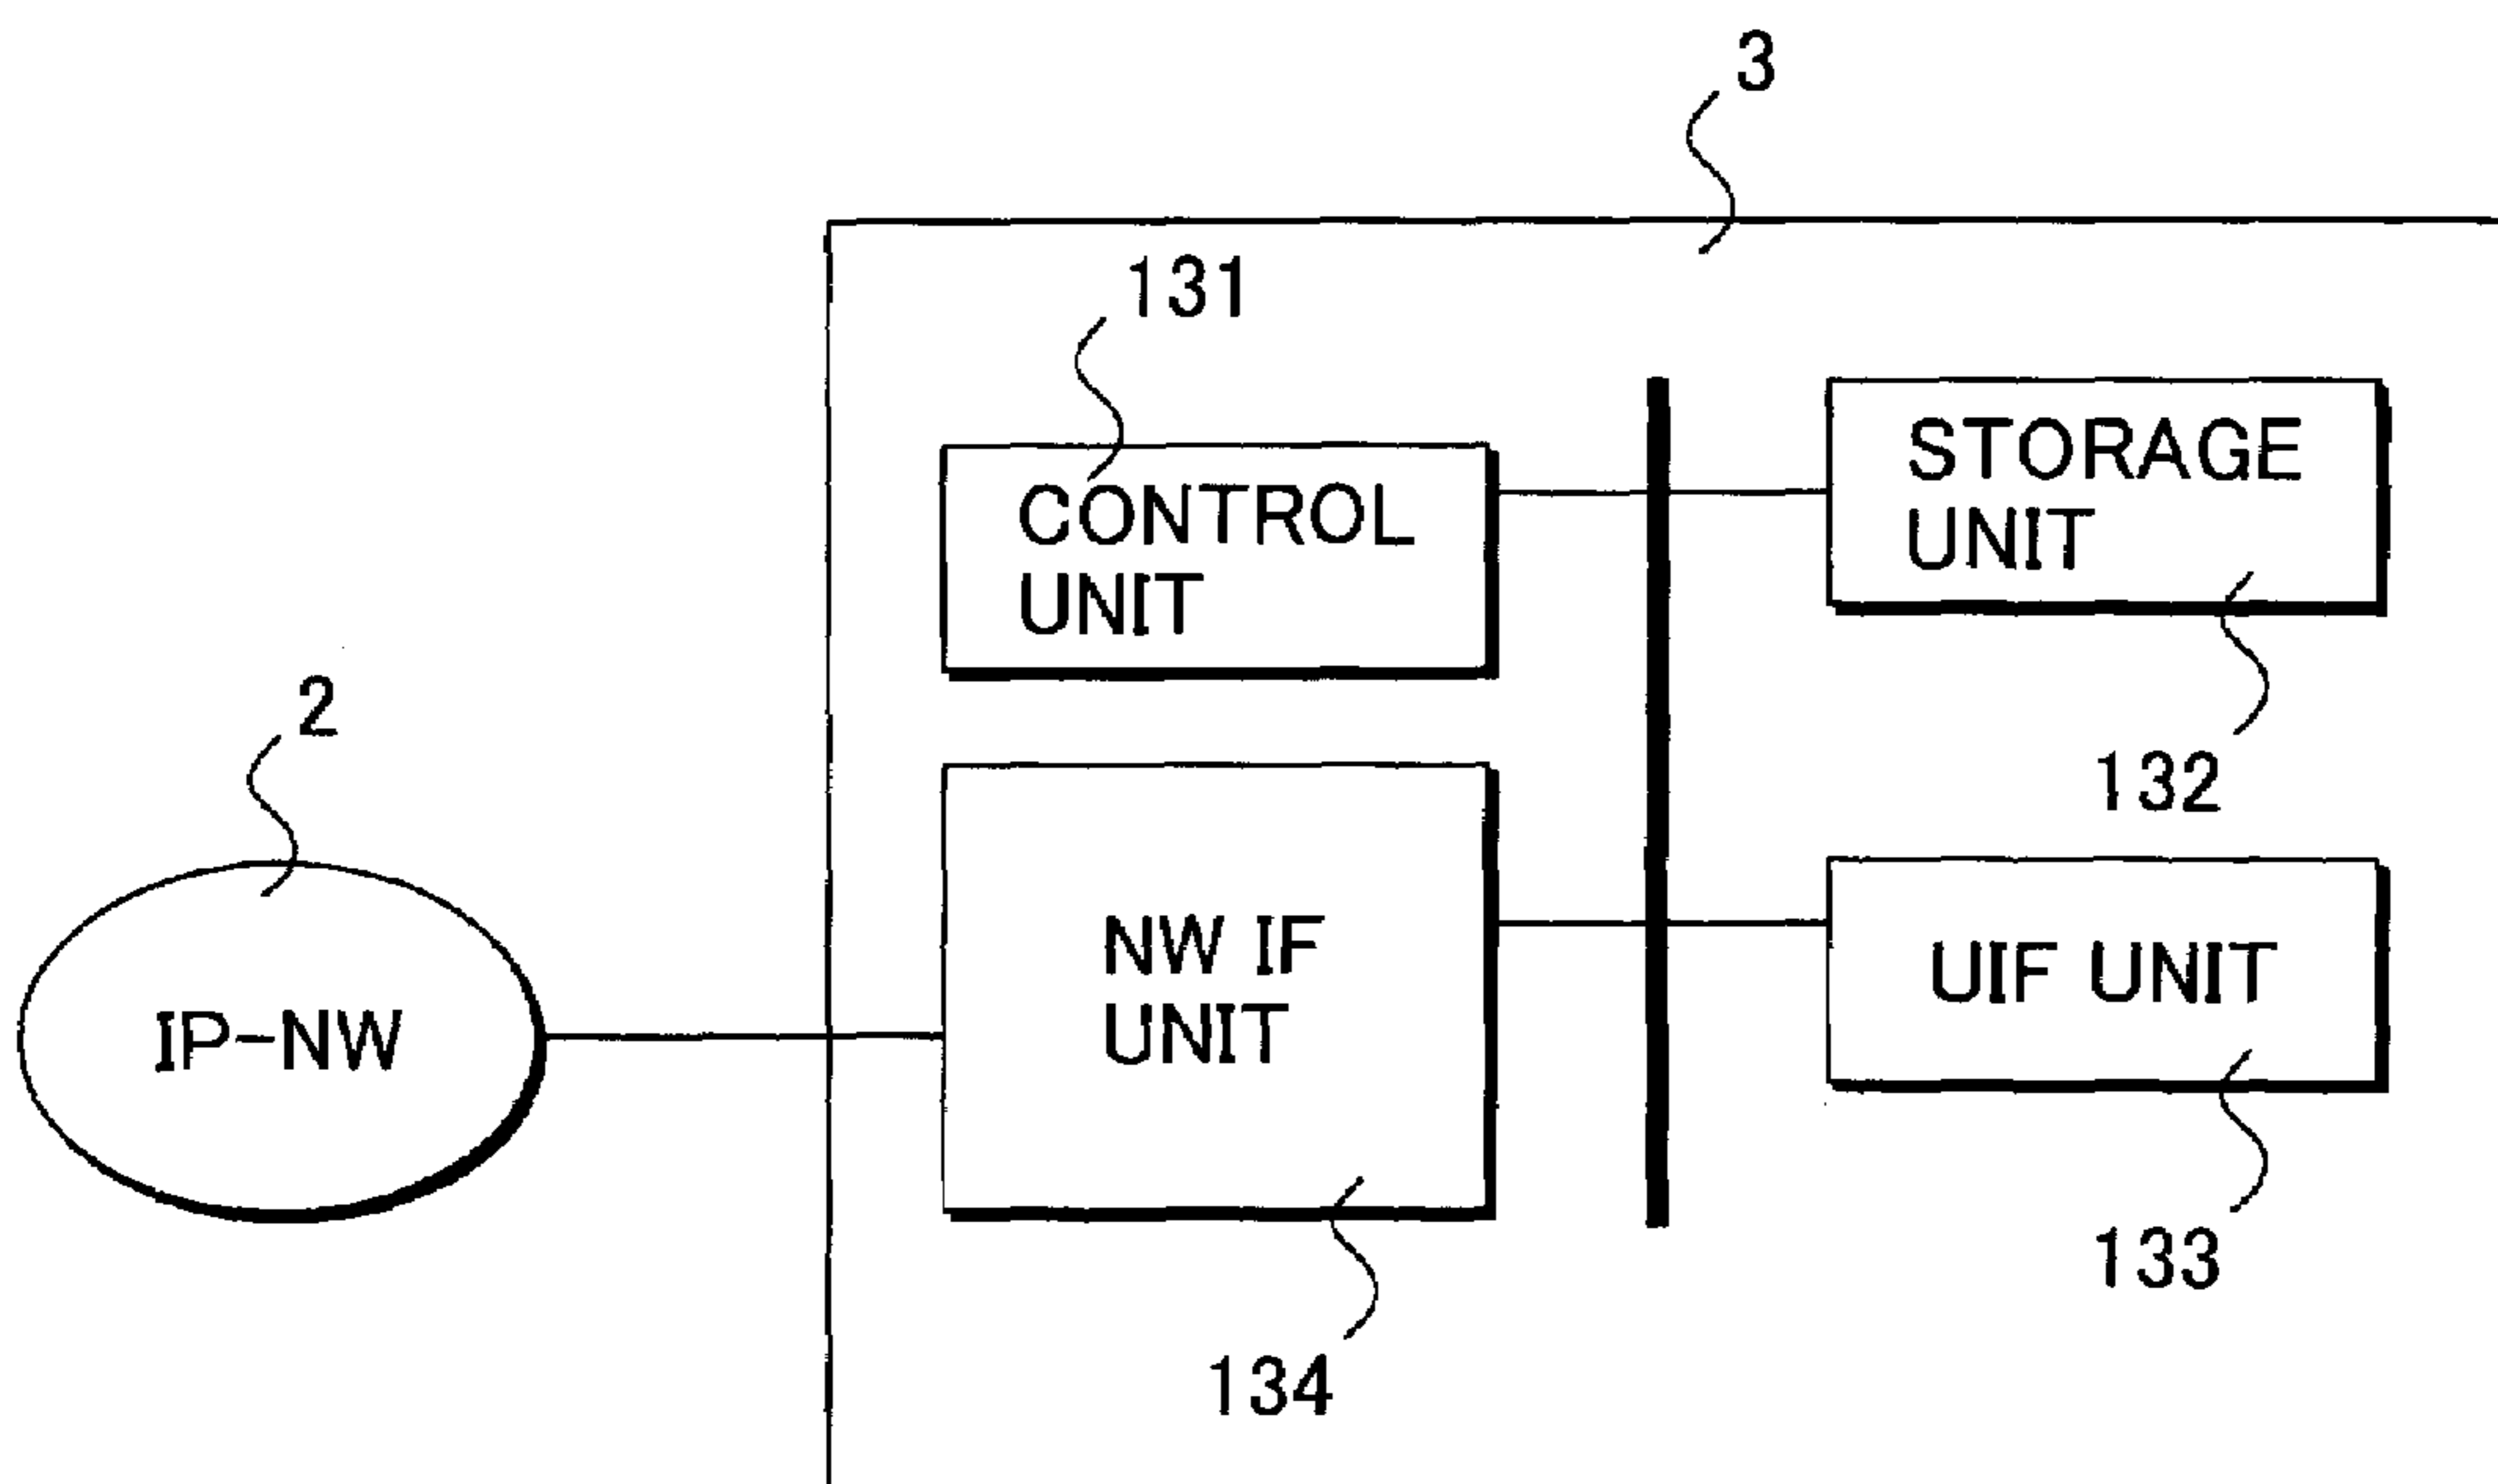 3
131
CONTROL
UNIT
STORAGE
UNIT
132
2
IP-NW
NW IF
UNIT
134
UIF UNIT
133